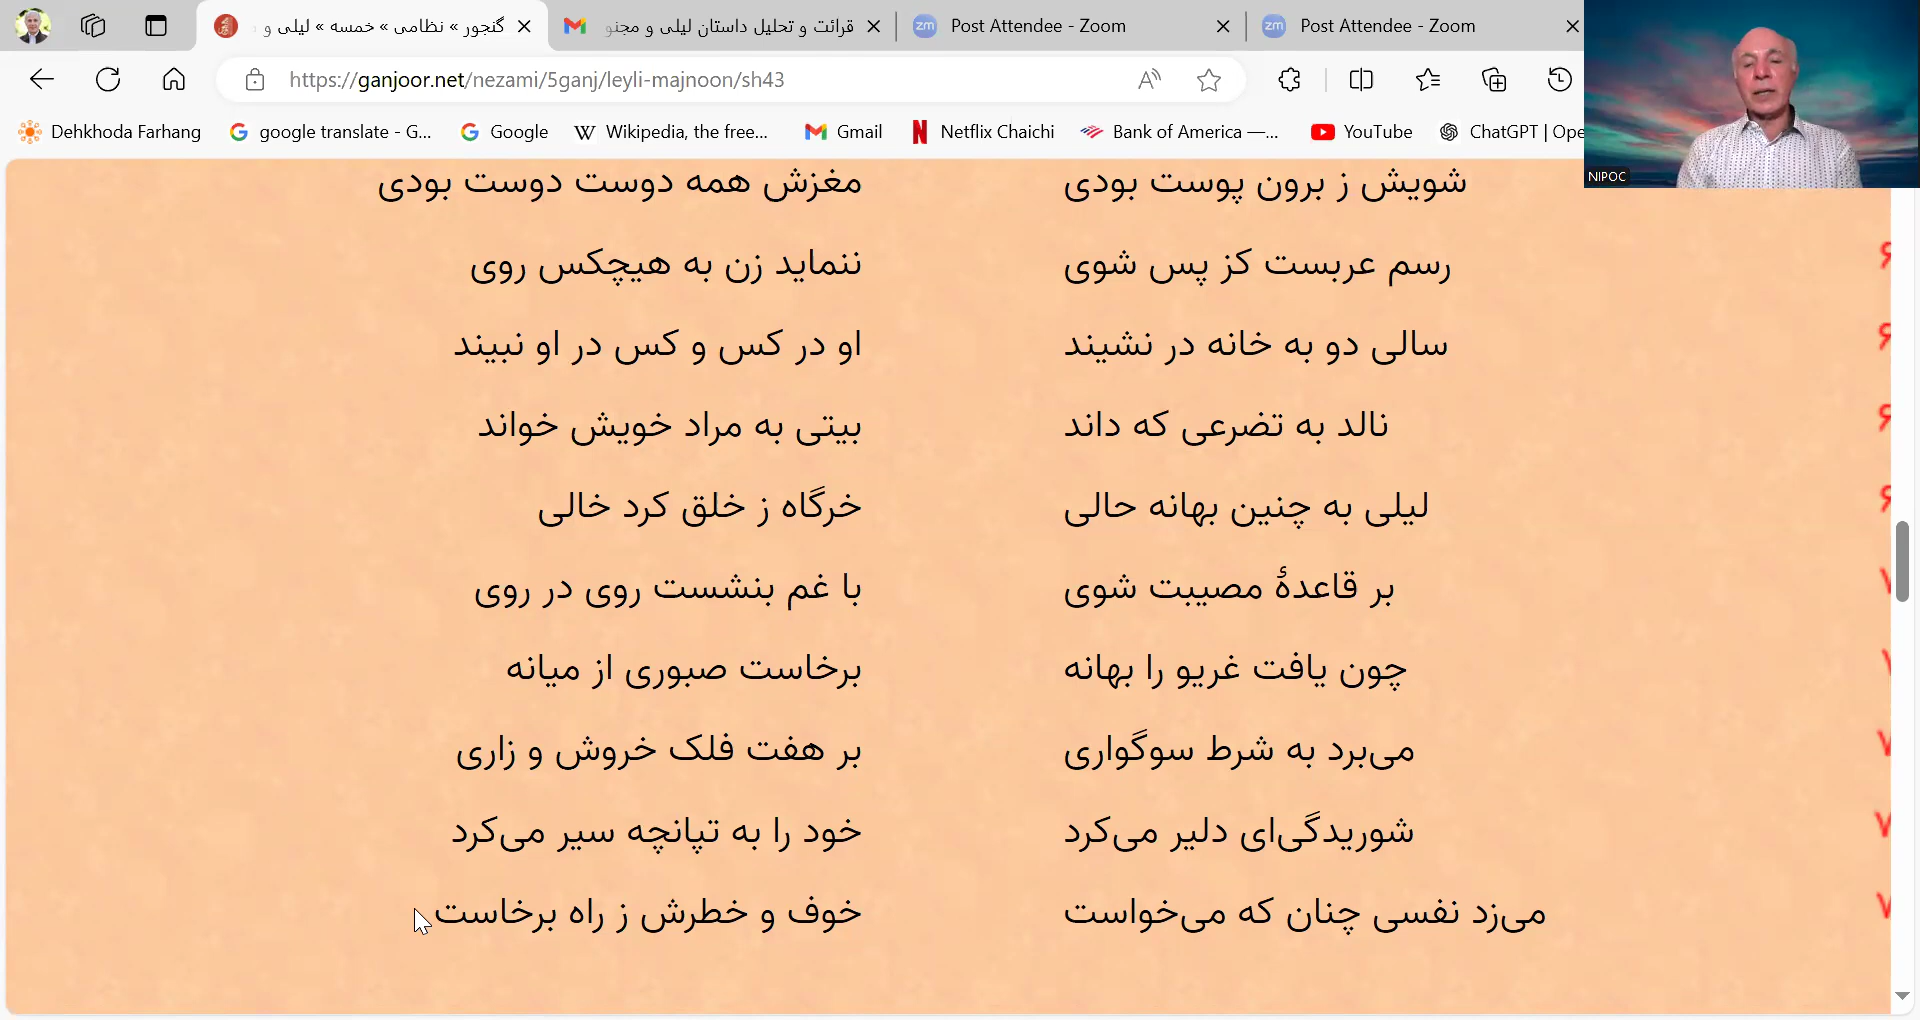 گنجور » نظامی » خمسه » لیلی و
قرائت و تحلیل داستان لیلی و مجنو
zm Post Attendee - Zoom
zm Post Attendee - Zoom
https://ganjoor.net/nezami/5ganj/leyli-majnoon/sh43
Dehkhoda Farhang
google translate - G...
Google
Wikipedia, the free...
Gmail
Netflix Chaichi
Bank of America —...
YouTube
ChatGPT | Ope
NIPOC
شویش ز برون پوست بودی مغزش همه دوست دوست بودی
رسم عربست کز پس شوی ننماید زن به هیچکس روی
سالی دو به خانه در نشیند او در کس و کس در او نبیند
نالد به تضرعی که داند بیتی به مراد خویش خواند
لیلی به چنین بهانه حالی خرگاه ز خلق کرد خالی
بر قاعدهٔ مصیبت شوی با غم بنشست روی در روی
چون یافت غریو را بهانه برخاست صبوری از میانه
می‌برد به شرط سوگواری بر هفت فلک خروش و زاری
شوریدگی‌ای دلیر می‌کرد خود را به تپانچه سیر می‌کرد
می‌زد نفسی چنان که می‌خواست خوف و خطرش ز راه برخاست